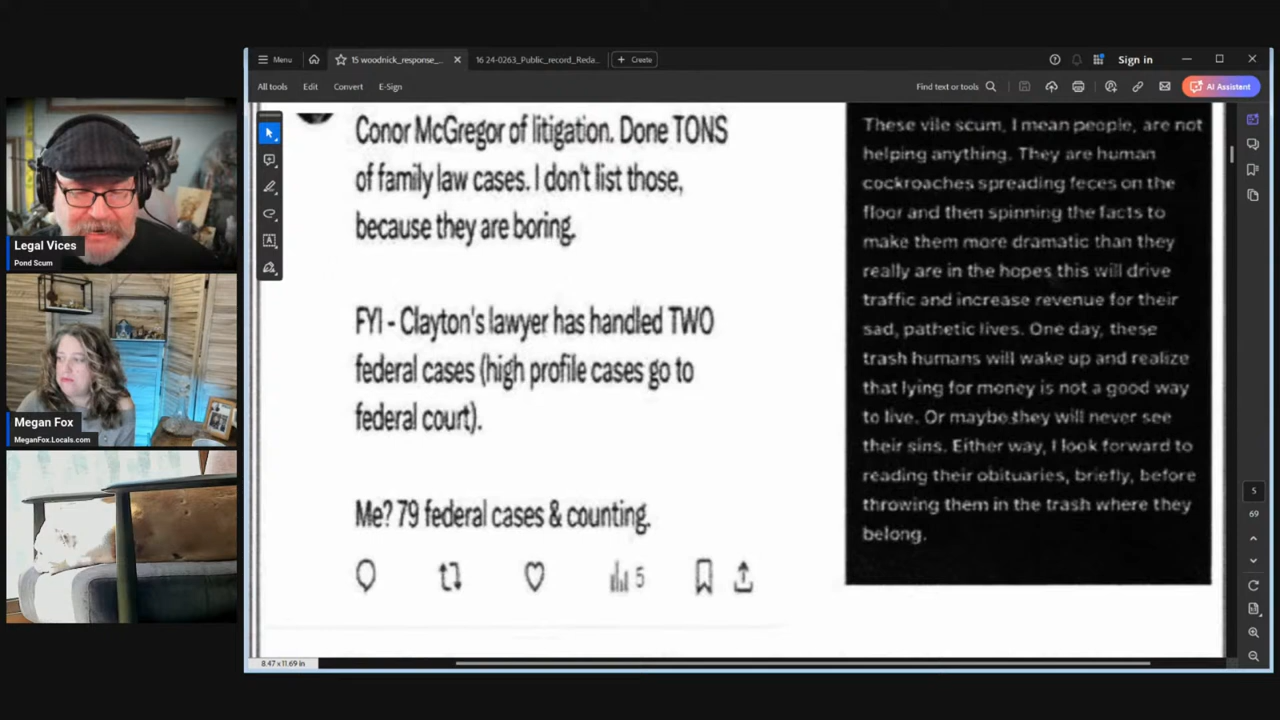 Menu
15 woodnick_response_...
16 24-0263_Public_record_Reda...
Create
Sign in
All tools
Edit
Convert
E-Sign
Find text or tools
AI Assistant
Conor McGregor of litigation. Done TONS
of family law cases. I don't list those,
because they are boring.
FYI - Clayton's lawyer has handled TWO
federal cases (high profile cases go to
federal court).
Me? 79 federal cases & counting.
5
These vile scum, I mean people, are not
helping anything. They are human
cockroaches spreading feces on the
floor and then spinning the facts to
make them more dramatic than they
really are in the hopes this will drive
traffic and increase revenue for their
sad, pathetic lives. One day, these
trash humans will wake up and realize
that lying for money is not a good way
to live. Or maybe they will never see
their sins. Either way, I look forward to
reading their obituaries, briefly, before
throwing them in the trash where they
belong.
5
69
8.47 x 11.69 in
Legal Vices
Pond Scum
Megan Fox
MeganFox.Locals.com